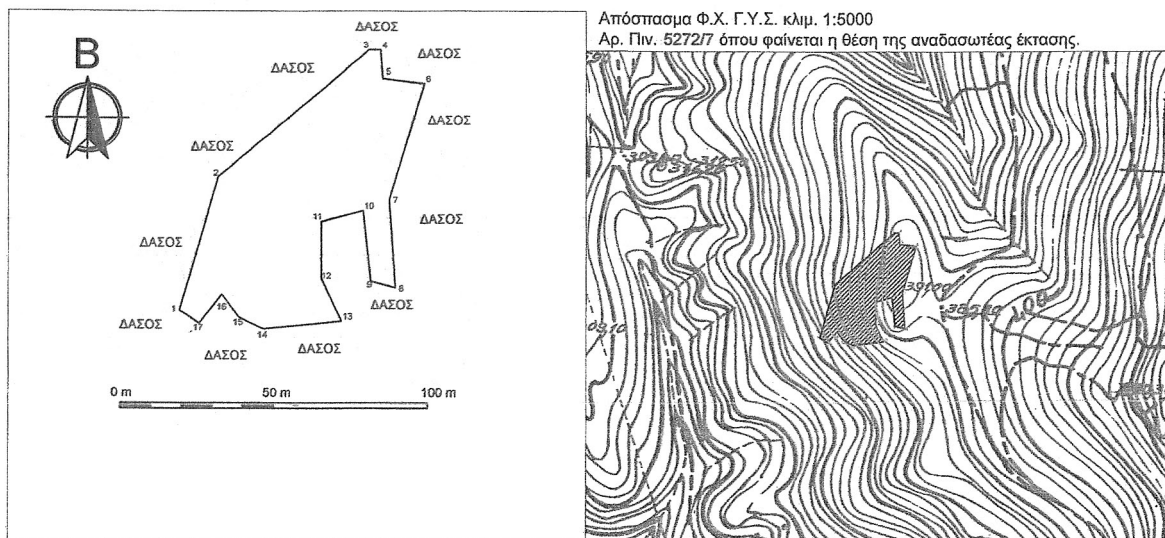 Β
ΔΑΣΟΣ
3 4
ΔΑΣΟΣ
ΔΑΣΟΣ
5
6
ΔΑΣΟΣ
ΔΑΣΟΣ
2
7
10
11
ΔΑΣΟΣ
ΔΑΣΟΣ
12
9
8
ΔΑΣΟΣ
16
1
ΔΑΣΟΣ
17
15
13
14
ΔΑΣΟΣ
ΔΑΣΟΣ
0 m 50 m 100 m
Απόσπασμα Φ.Χ. Γ.Υ.Σ. κλιμ. 1:5000
Αρ. Πιν. 5272/7 όπου φαίνεται η θέση της αναδασωτέας έκτασης.